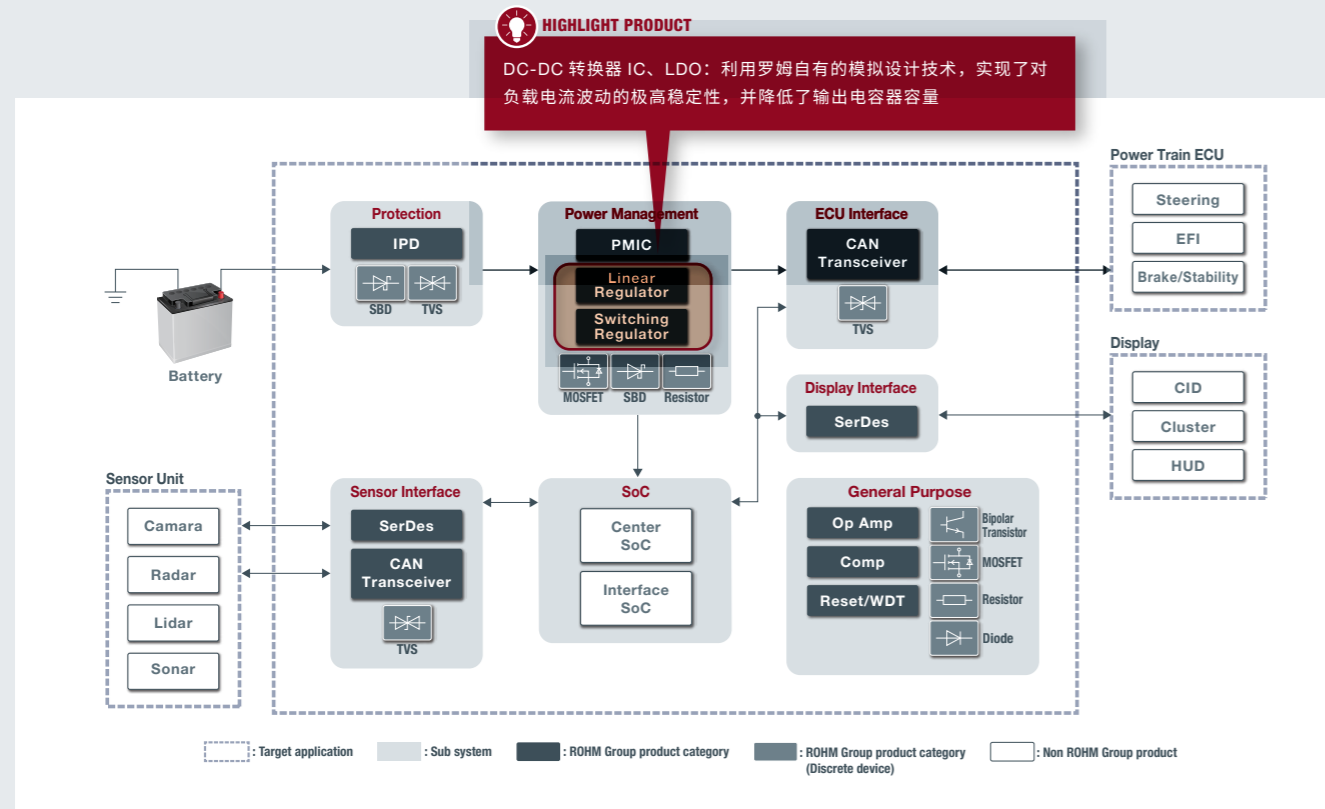 HIGHLIGHT PRODUCT
DC-DC 转换器 IC、LDO：利用罗姆自有的模拟设计技术，实现了对
负载电流波动的极高稳定性，并降低了输出电容器容量
Power Train ECU
Steering
EFI
Brake/Stability
Protection
IPD
SBD
TVS
Power Management
PMIC
Linear
Regulator
Switching
Regulator
MOSFET
SBD
Resistor
ECU Interface
CAN
Transceiver
TVS
Battery
Display
CID
Cluster
HUD
Display Interface
SerDes
Sensor Unit
Camara
Radar
Lidar
Sonar
Sensor Interface
SerDes
CAN
Transceiver
TVS
SoC
Center
SoC
Interface
SoC
General Purpose
Op Amp
Comp
Reset/WDT
Bipolar
Transistor
MOSFET
Resistor
Diode
: Target application
: Sub system
: ROHM Group product category
: ROHM Group product category
(Discrete device)
: Non ROHM Group product